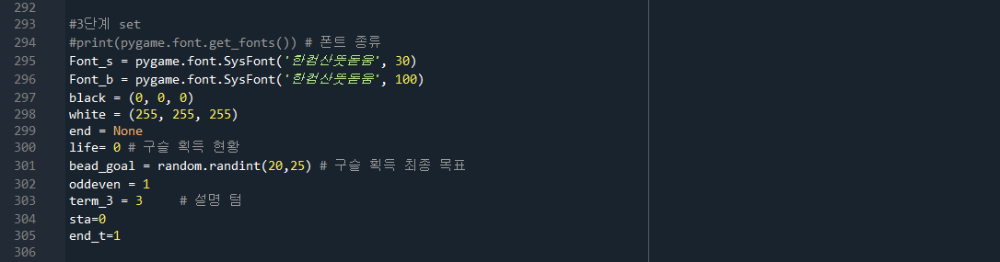 292
293 #3단계 set
294 #print(pygame.font.get_fonts()) # 폰트 종류
295 Font_s = pygame.font.SysFont('한컴산뜻돋움', 30)
296 Font_b = pygame.font.SysFont('한컴산뜻돋움', 100)
297 black = (0, 0, 0)
298 white = (255, 255, 255)
299 end = None
300 life= 0 # 구슬 획득 현황
301 bead_goal = random.randint(20,25) # 구슬 획득 최종 목표
302 oddeven = 1
303 term_3 = 3     # 설명 텀
304 sta=0
305 end_t=1
306